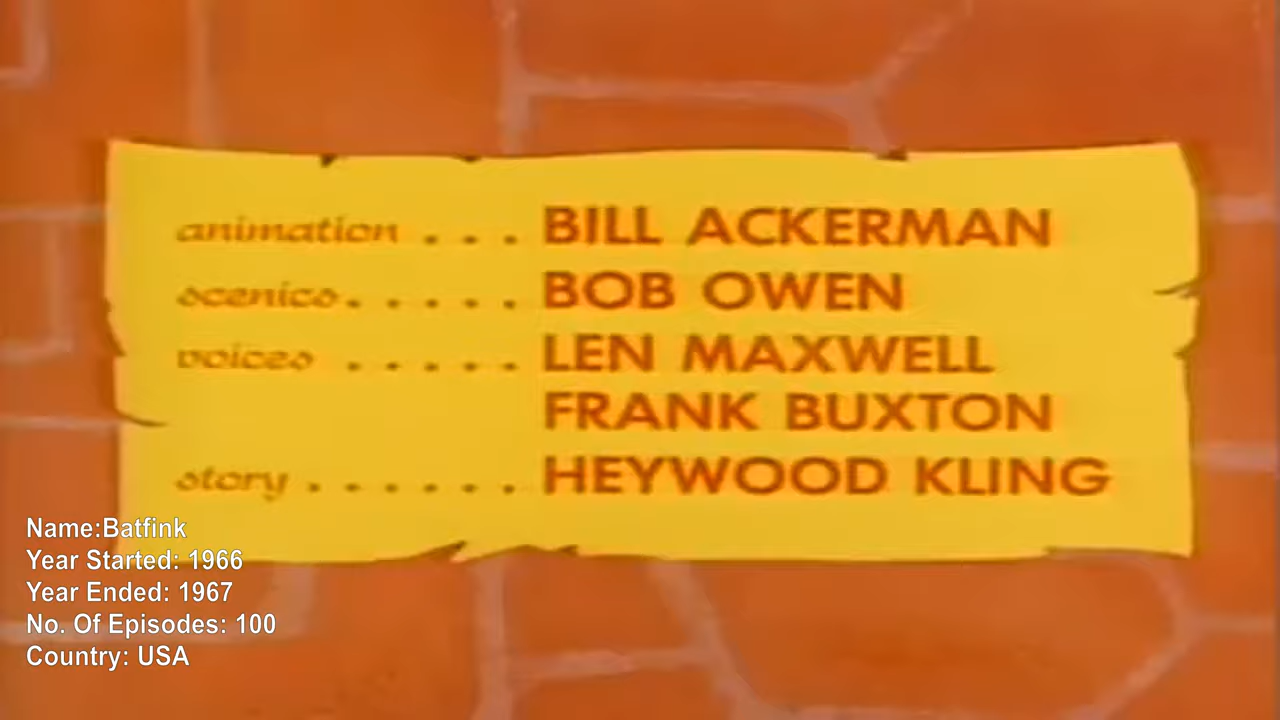 animation . . . BILL ACKERMAN
scenics . . . . . BOB OWEN
voices . . . . . LEN MAXWELL
FRANK BUXTON
story . . . . . . HEYWOOD KLING
Name:Batfink
Year Started: 1966
Year Ended: 1967
No. Of Episodes: 100
Country: USA